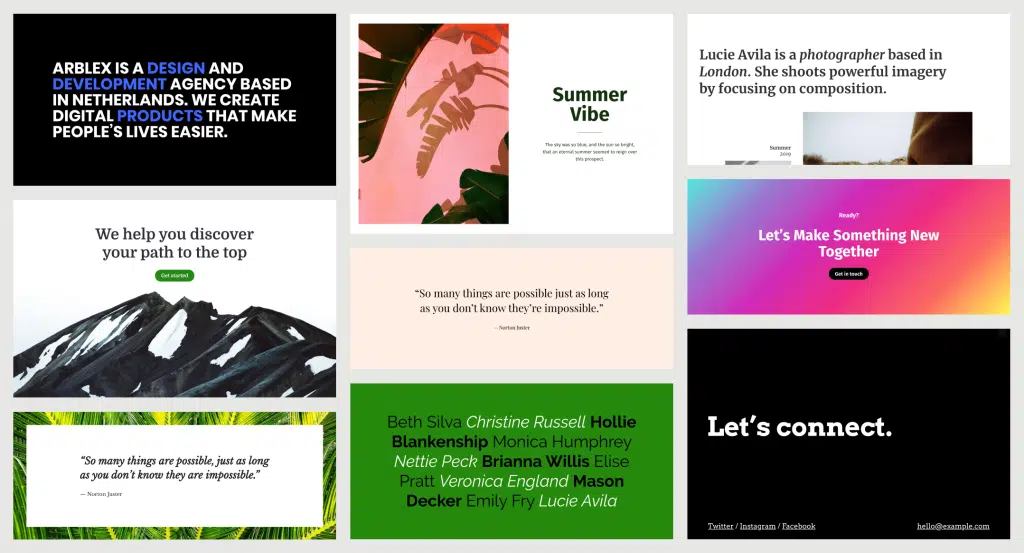 ARBLEX IS A DESIGN AND
DEVELOPMENT AGENCY BASED
IN NETHERLANDS. WE CREATE
DIGITAL PRODUCTS THAT MAKE
PEOPLE’S LIVES EASIER.
We help you discover
your path to the top
Get started
“So many things are possible, just as long
as you don’t know they are impossible.”
— Norton Juster
Summer
Vibe
The sky was so blue, and the sun so bright,
that an eternal summer seemed to reign over
this prospect.
“So many things are possible just as long
as you don’t know they’re impossible.”
— Norton Juster
Beth Silva Christine Russell Hollie
Blankenship Monica Humphrey
Nettie Peck Brianna Willis Elise
Pratt Veronica England Mason
Decker Emily Fry Lucie Avila
Lucie Avila is a photographer based in
London. She shoots powerful imagery
by focusing on composition.
Summer
2019
Ready?
Let’s Make Something New
Together
Get in touch
Let’s connect.
Twitter / Instagram / Facebook
hello@example.com